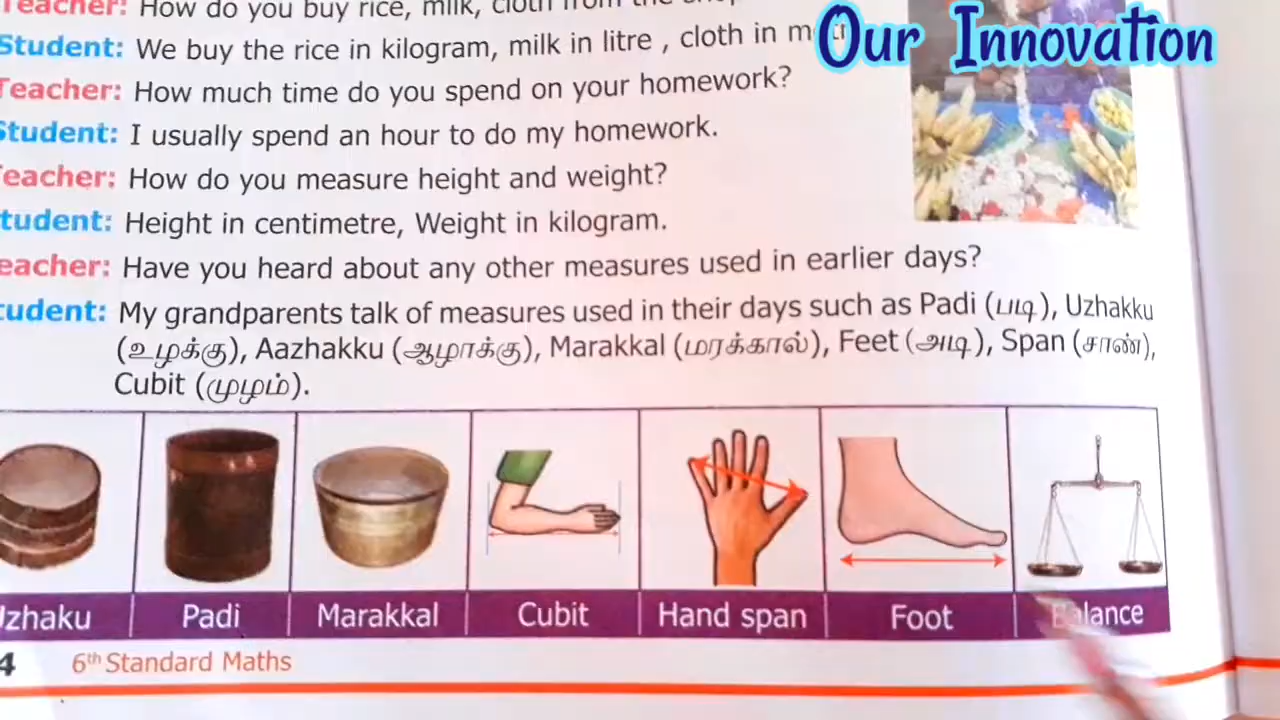 Teacher: How do you buy rice, milk, cloth from the
Student: We buy the rice in kilogram, milk in litre , cloth in
Our Innovation
Teacher: How much time do you spend on your homework?
Student: I usually spend an hour to do my homework.
eacher: How do you measure height and weight?
tudent: Height in centimetre, Weight in kilogram.
eacher: Have you heard about any other measures used in earlier days?
tudent: My grandparents talk of measures used in their days such as Padi (படி), Uzhakku
(உழக்கு), Aazhakku (ஆழாக்கு), Marakkal (மரக்கால்), Feet (அடி), Span (சாண்),
Cubit (முழம்).
zhaku Padi Marakkal Cubit Hand span Foot Balance
4 6th Standard Maths